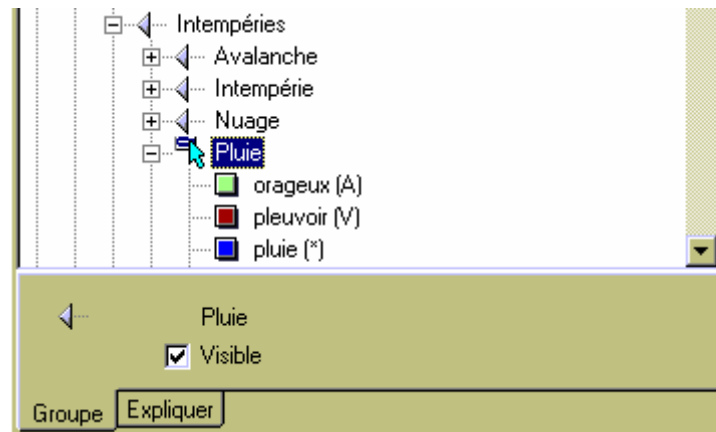 Intempéries
Avalanche
Intempérie
Nuage
Pluie
orageux (A)
pleuvoir (V)
pluie (*)
Pluie
Visible
Groupe Expliquer